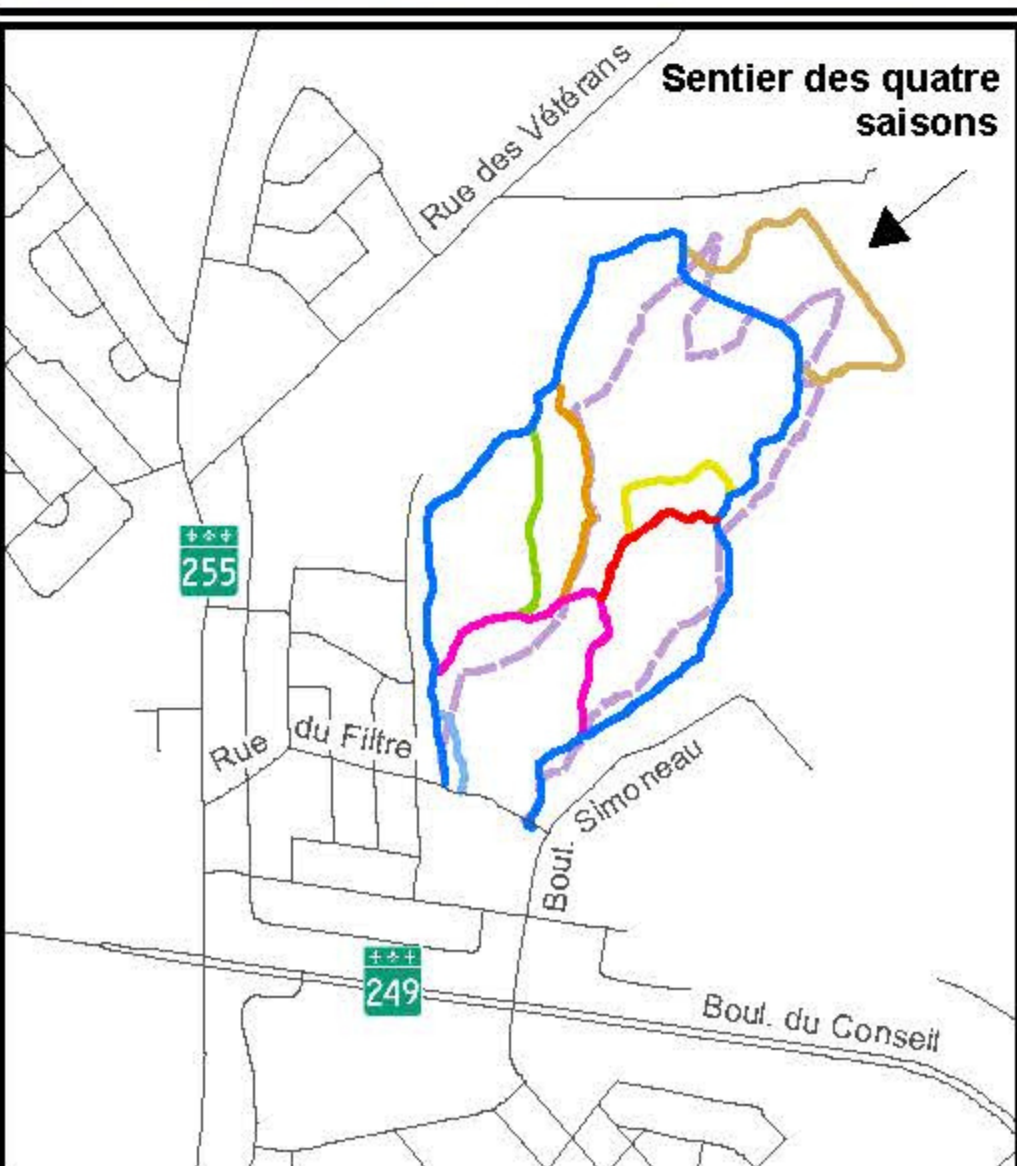 Sentier des quatre
saisons
Rue des Vétérans
255
Rue
du Filtre
Boul.
Simoneau
249
Boul. du Conseil